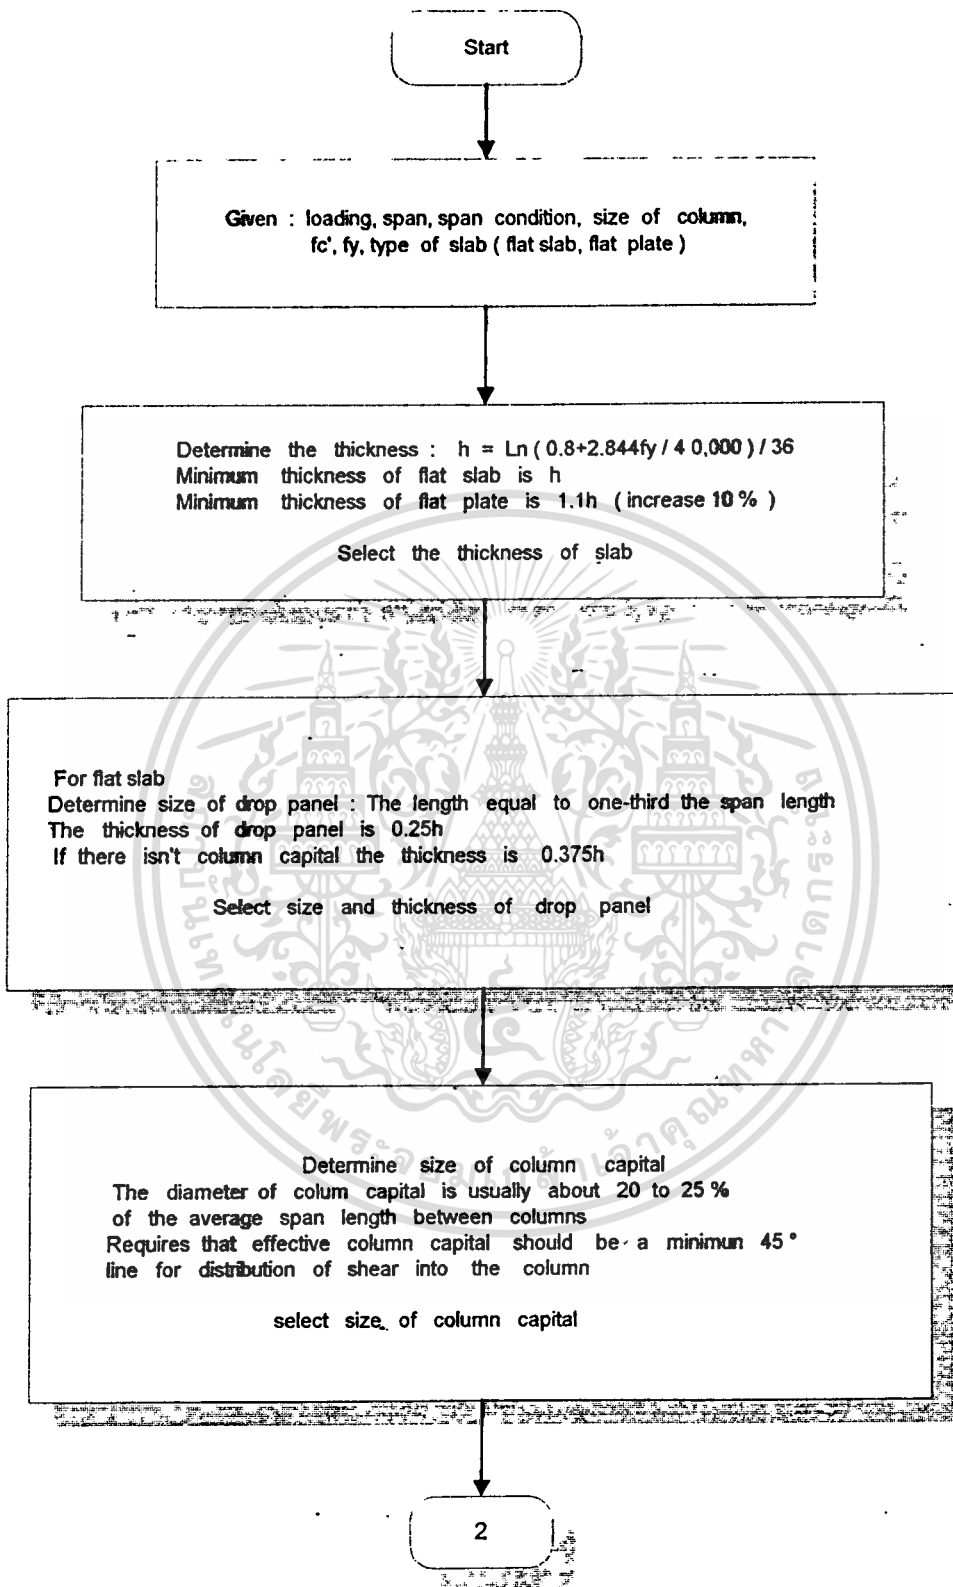 Start
Given : loading, span, span condition, size of column,
fc', fy, type of slab ( flat slab, flat plate )
Determine the thickness : h = Ln ( 0.8+2.844fy / 4 0,000 ) / 36
Minimum thickness of flat slab is h
Minimum thickness of flat plate is 1.1h ( increase 10 % )
Select the thickness of slab
For flat slab
Determine size of drop panel : The length equal to one-third the span length
The thickness of drop panel is 0.25h
If there isn't column capital the thickness is 0.375h
Select size and thickness of drop panel
Determine size of column capital
The diameter of colum capital is usually about 20 to 25 %
of the average span length between columns
Requires that effective column capital should be a minimun 45 °
line for distribution of shear into the column
select size. of column capital
2